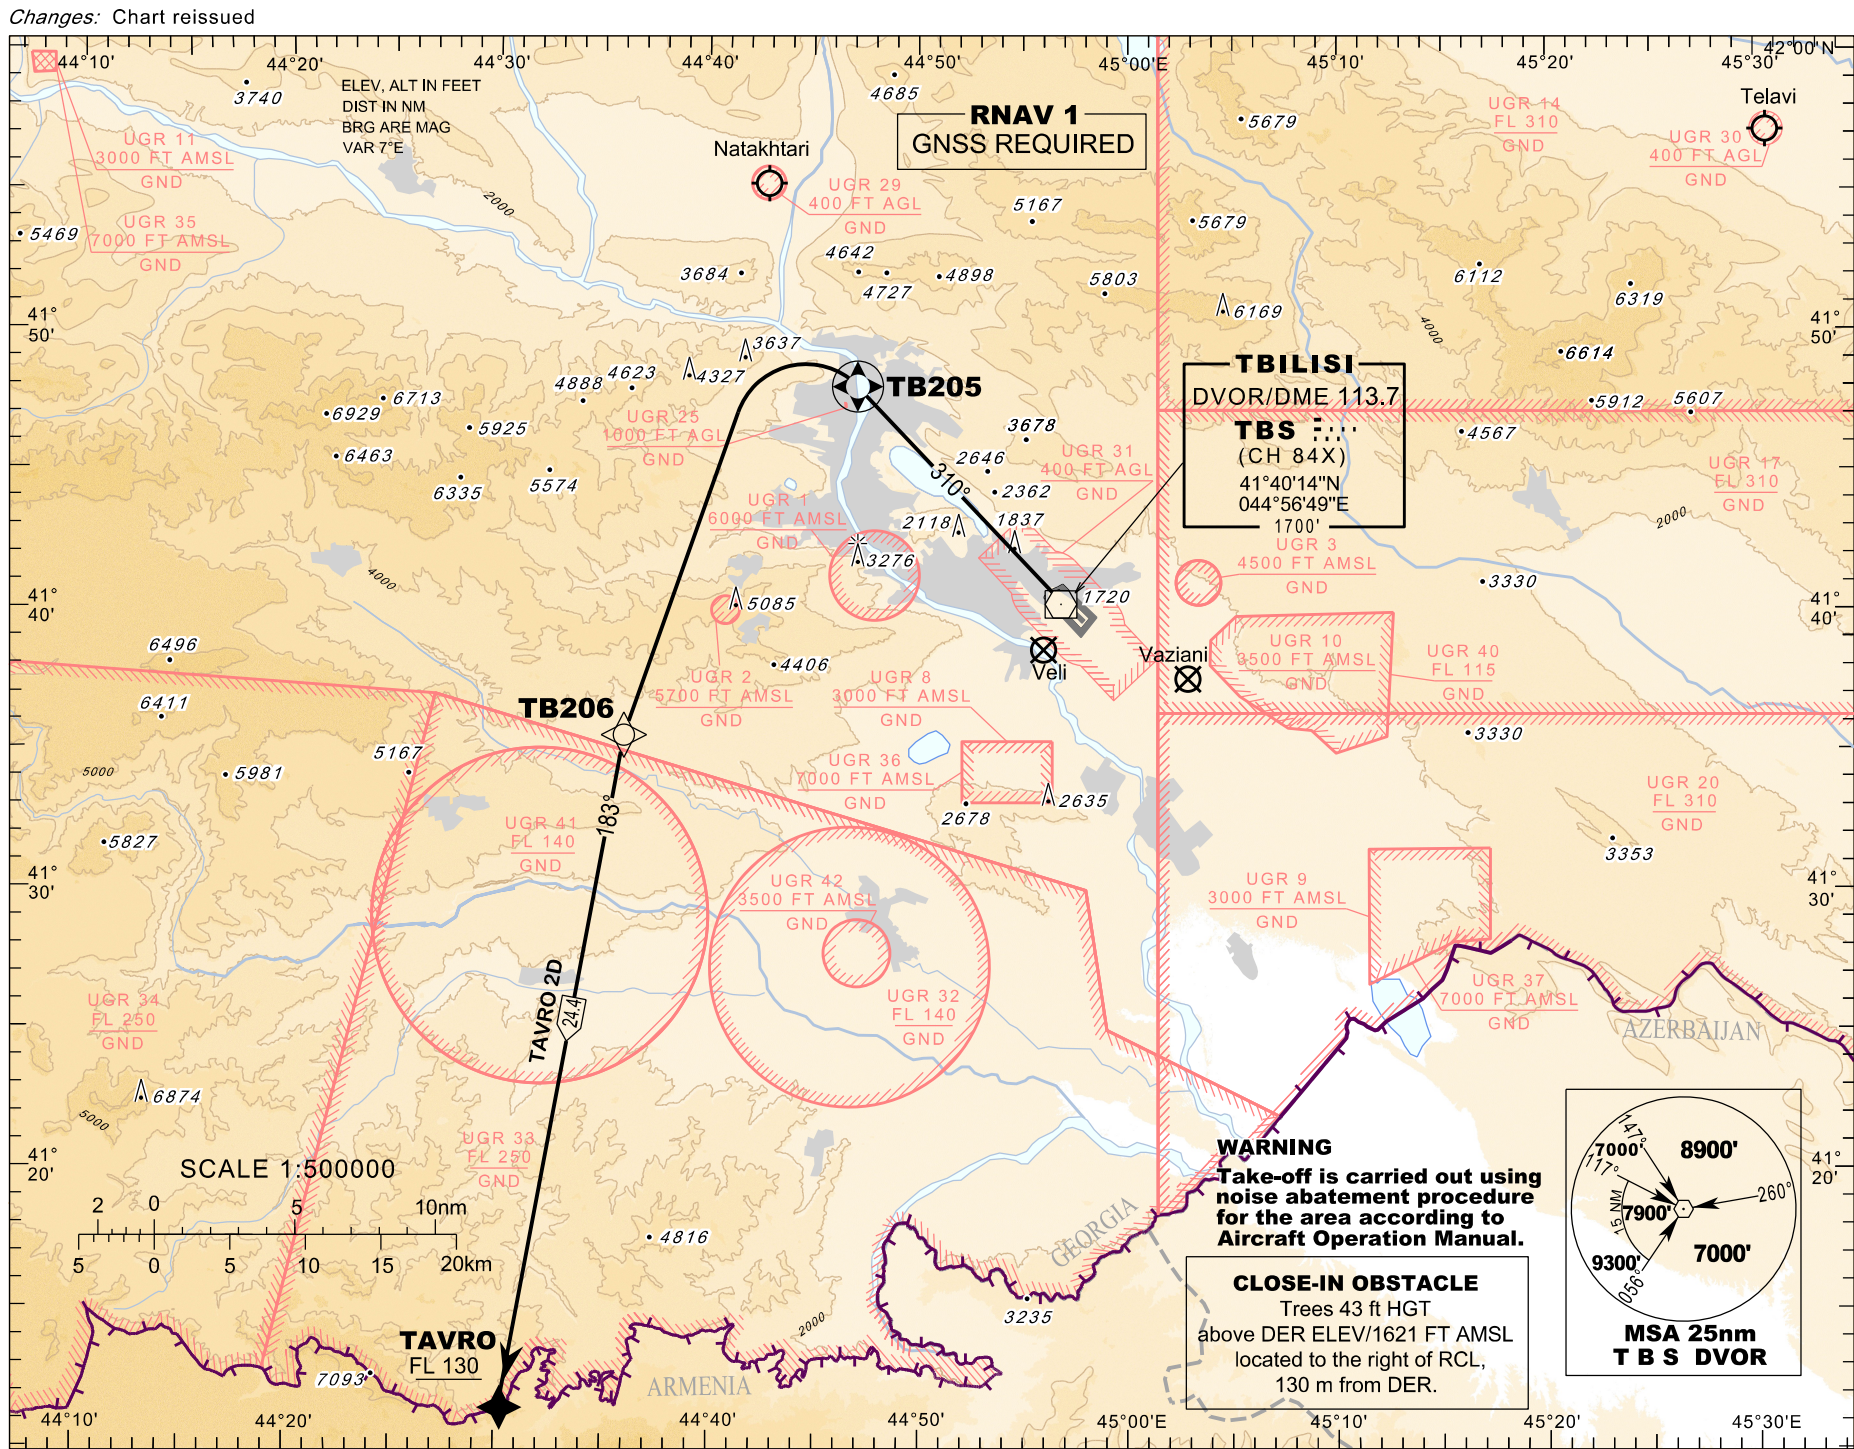 Changes: Chart reissued
44°10'
44°20'
44°30'
44°40'
44°50'
45°00'E
45°10'
45°20'
45°30'
42°00'N
3740
ELEV, ALT IN FEET
DIST IN NM
BRG ARE MAG
VAR 7°E
4685
RNAV 1
GNSS REQUIRED
5679
UGR 14
FL 310
GND
Telavi
UGR 30
400 FT AGL
GND
UGR 11
3000 FT AMSL
GND
Natakhtari
UGR 29
400 FT AGL
GND
2000
5469
UGR 35
7000 FT AMSL
GND
5167
5679
3684
4642
4727
4898
5803
6112
6319
6169
4000
41°
50'
41°
50'
3637
4327
4623
4888
6614
TB205
TBILISI
DVOR/DME 113.7
TBS
(CH 84X)
41°40'14"N
044°56'49"E
1700'
6713
6929
5925
6463
6335
5574
UGR 25
1000 FT AGL
GND
5912
5607
4567
3678
2646
2362
310°
UGR 31
400 FT AGL
GND
UGR 17
FL 310
GND
2000
UGR 1
6000 FT AMSL
GND
2118
1837
3276
UGR 3
4500 FT AMSL
GND
4000
3330
41°
40'
5085
1720
41°
40'
6496
4406
Veli
Vaziani
UGR 10
3500 FT AMSL
GND
UGR 40
FL 115
GND
UGR 2
5700 FT AMSL
GND
UGR 8
3000 FT AMSL
GND
6411
TB206
3330
5167
5000
5981
UGR 36
7000 FT AMSL
GND
2678
2635
UGR 20
FL 310
GND
183°
5827
UGR 41
FL 140
GND
3353
41°
30'
UGR 42
3500 FT AMSL
GND
UGR 9
3000 FT AMSL
GND
41°
30'
TAVRO 2D
24.4
UGR 34
FL 250
GND
UGR 32
FL 140
GND
UGR 37
7000 FT AMSL
GND
AZERBAIJAN
6874
5000
UGR 33
FL 250
GND
41°
20'
SCALE 1:500000
2 0 5 10nm
5 0 5 10 15 20km
WARNING
Take-off is carried out using
noise abatement procedure
for the area according to
Aircraft Operation Manual.
147°
7000'
8900'
117°
260°
15 NM
7900'
7000'
9300'
056°
MSA 25nm
TBS DVOR
41°
20'
4816
GEORGIA
CLOSE-IN OBSTACLE
Trees 43 ft HGT
above DER ELEV/1621 FT AMSL
located to the right of RCL,
130 m from DER.
3235
2000
TAVRO
FL 130
7093
ARMENIA
44°10'
44°20'
44°40'
44°50'
45°00'E
45°10'
45°20'
45°30'